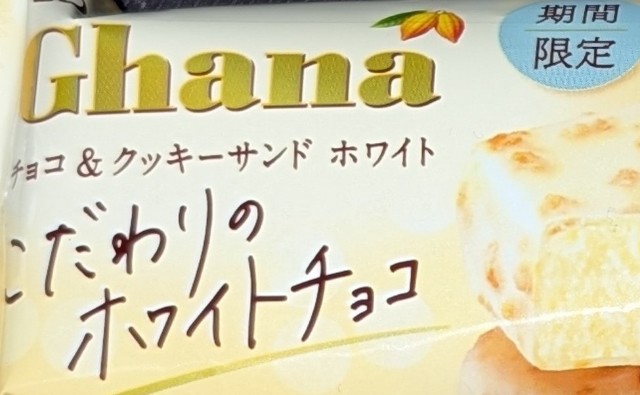 Ghana
期間
限定
チョコ&クッキーサンド ホワイト
こだわりの
ホワイトチョコ